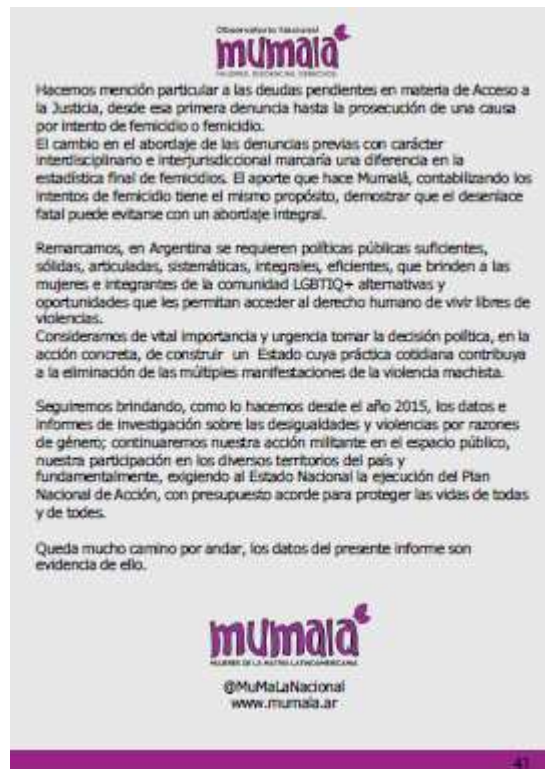 Observatorio Nacional
mumalá
MUJERES, DISIDENCIAS, DERECHOS
Hacemos mención particular a las deudas pendientes en materia de Acceso a
la Justicia, desde esa primera denuncia hasta la prosecución de una causa
por intento de femicidio o femicidio.
El cambio en el abordaje de las denuncias previas con carácter
interdisciplinario e interjurisdiccional marcaría una diferencia en la
estadística final de femicidios. El aporte que hace Mumalá, contabilizando los
intentos de femicidio tiene el mismo propósito, demostrar que el desenlace
fatal puede evitarse con un abordaje integral.
Remarcamos, en Argentina se requieren políticas públicas suficientes,
sólidas, articuladas, sistemáticas, integrales, eficientes, que brinden a las
mujeres e integrantes de la comunidad LGBTIQ+ alternativas y
oportunidades que les permitan acceder al derecho humano de vivir libres de
violencias.
Consideramos de vital importancia y urgencia tomar la decisión política, en la
acción concreta, de construir un Estado cuya práctica cotidiana contribuya
a la eliminación de las múltiples manifestaciones de la violencia machista.
Seguiremos brindando, como lo hacemos desde el año 2015, los datos e
informes de investigación sobre las desigualdades y violencias por razones
de género; continuaremos nuestra acción militante en el espacio público,
nuestra participación en los diversos territorios del país y
fundamentalmente, exigiendo al Estado Nacional la ejecución del Plan
Nacional de Acción, con presupuesto acorde para proteger las vidas de todas
y de todes.
Queda mucho camino por andar, los datos del presente informe son
evidencia de ello.
mumalá
MUJERES DE LA MATRIA LATINOAMERICANA
@MuMaLaNacional
www.mumala.ar
41